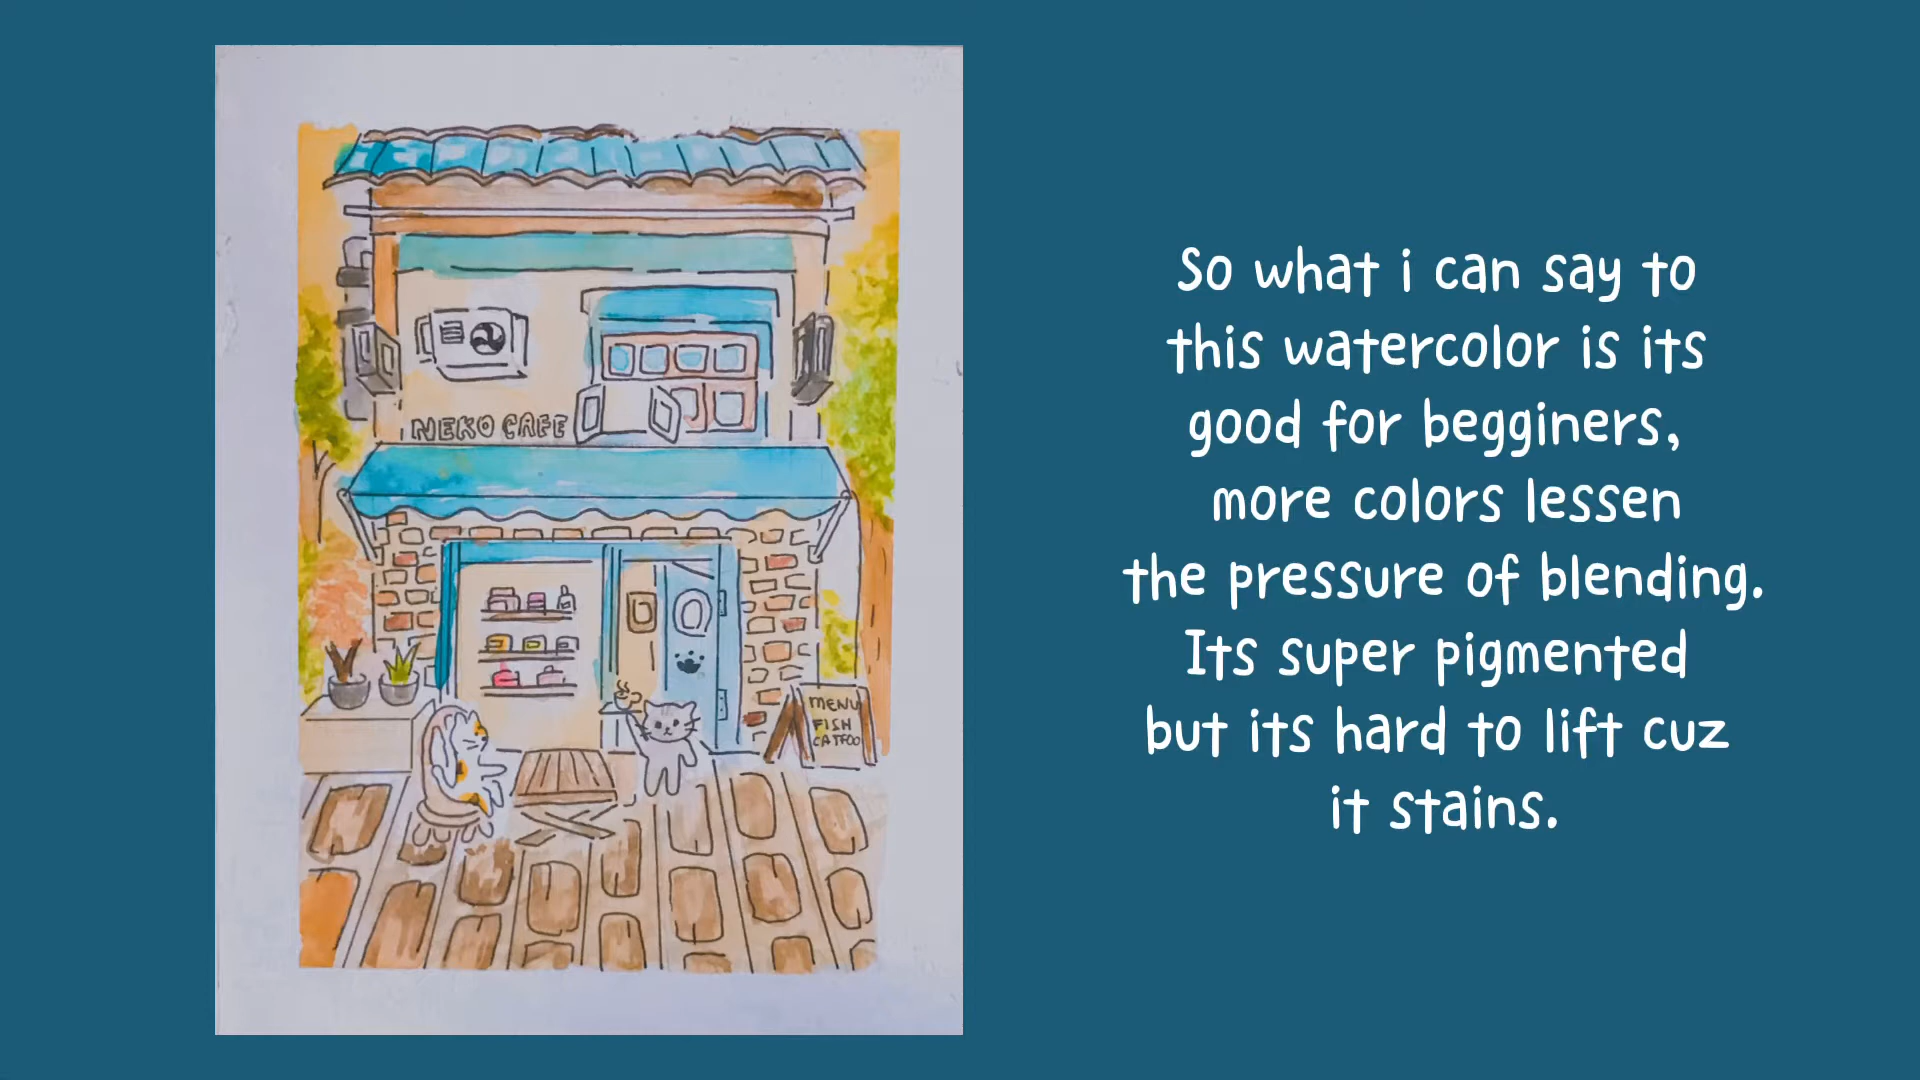 NEKO CAFE
MENU
FISH
CATFOO
So what i can say to
this watercolor is its
good for begginers,
more colors lessen
the pressure of blending.
Its super pigmented
but its hard to lift cuz
it stains.